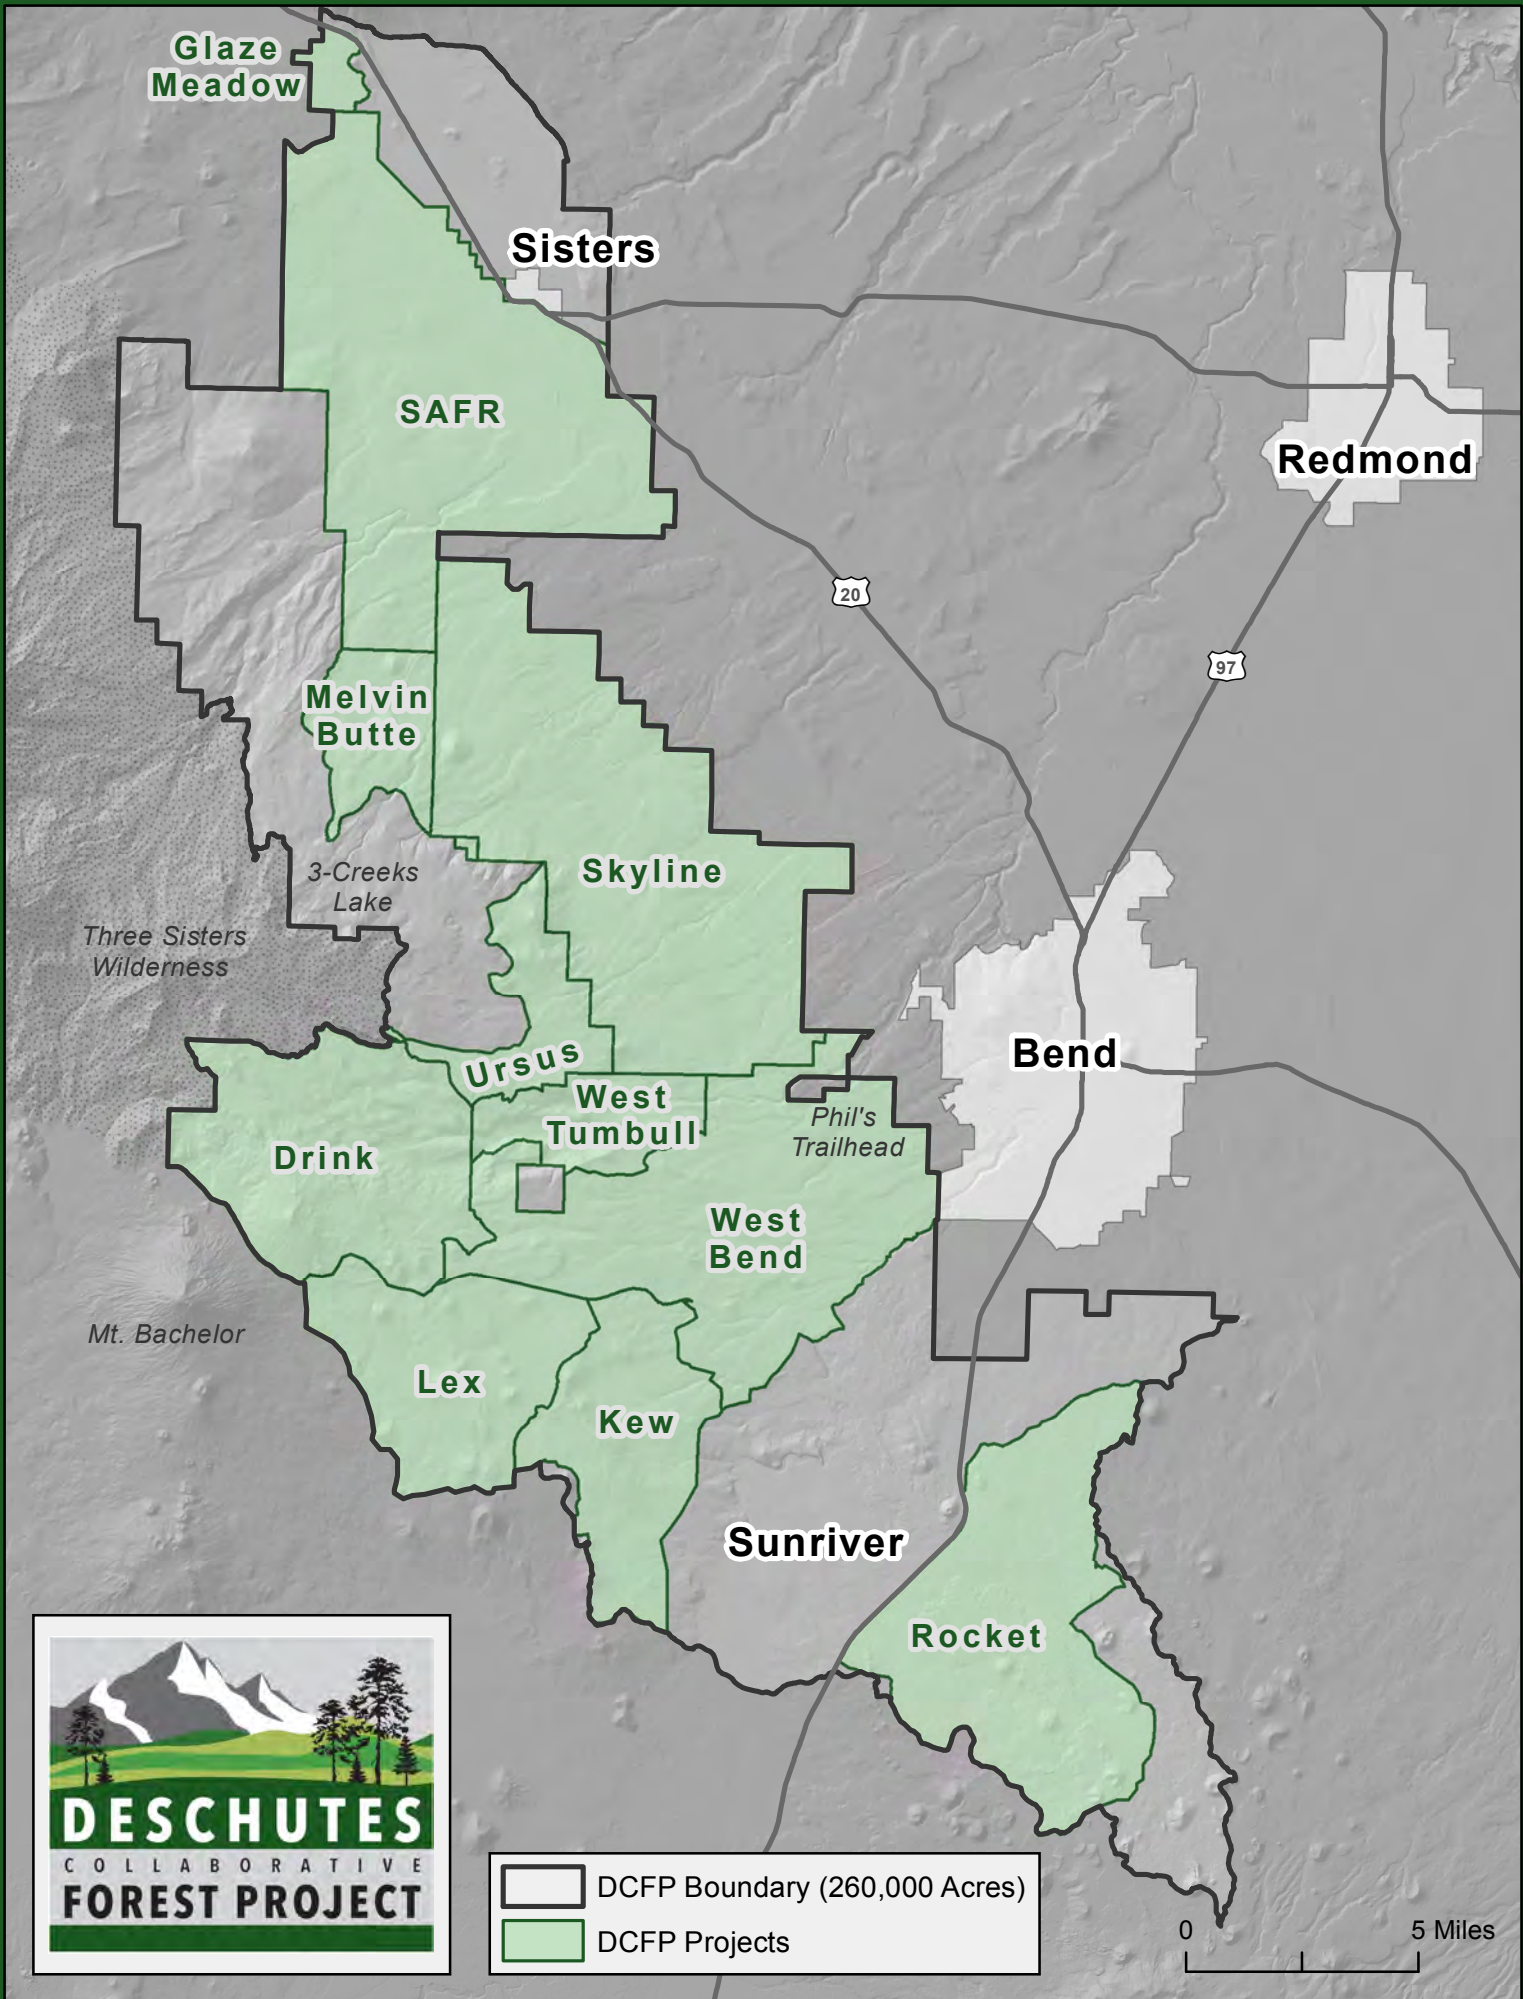 Glaze
Meadow
Sisters
SAFR
Redmond
20
97
Melvin
Butte
3-Creeks
Lake
Skyline
Three Sisters
Wilderness
Bend
Ursus
West
Tumbull
Phil's
Trailhead
Drink
West
Bend
Mt. Bachelor
Lex
Kew
Sunriver
Rocket
DESCHUTES
COLLABORATIVE
FOREST PROJECT
DCFP Boundary (260,000 Acres)
DCFP Projects
0 5 Miles